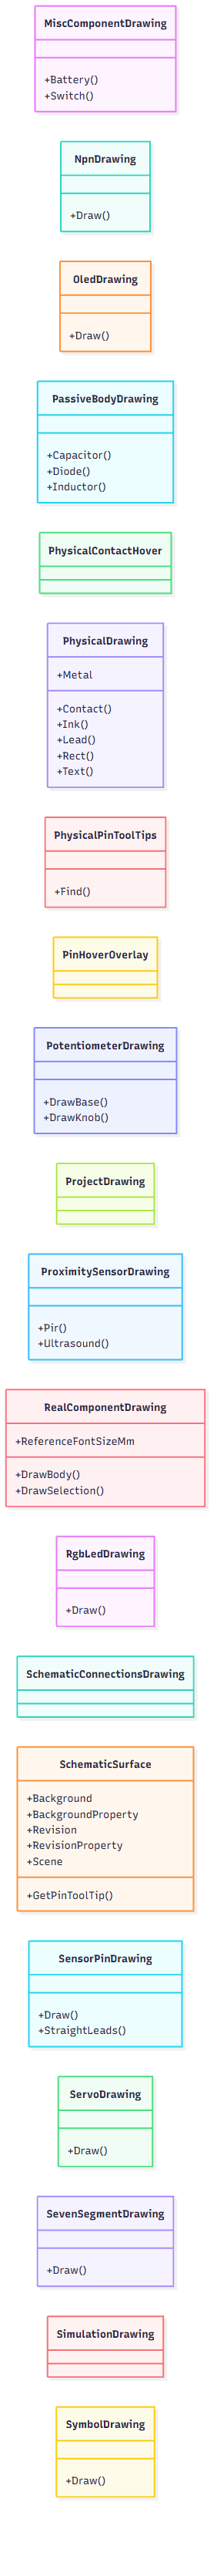 MiscComponentDrawing
+Battery()
+Switch()
NpnDrawing
+Draw()
OledDrawing
+Draw()
PassiveBodyDrawing
+Capacitor()
+Diode()
+Inductor()
PhysicalContactHover
PhysicalDrawing
+Metal
+Contact()
+Ink()
+Lead()
+Rect()
+Text()
PhysicalPinToolTips
+Find()
PinHoverOverlay
PotentiometerDrawing
+DrawBase()
+DrawKnob()
ProjectDrawing
ProximitySensorDrawing
+Pir()
+Ultrasound()
RealComponentDrawing
+ReferenceFontSizeMm
+DrawBody()
+DrawSelection()
RgbLedDrawing
+Draw()
SchematicConnectionsDrawing
SchematicSurface
+Background
+BackgroundProperty
+Revision
+RevisionProperty
+Scene
+GetPinToolTip()
SensorPinDrawing
+Draw()
+StraightLeads()
ServoDrawing
+Draw()
SevenSegmentDrawing
+Draw()
SimulationDrawing
SymbolDrawing
+Draw()